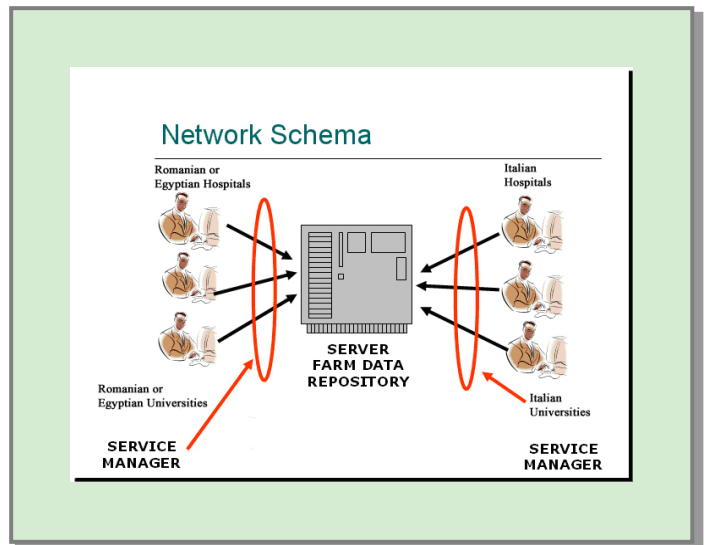 Network Schema
Romanian or
Egyptian Hospitals
Italian
Hospitals
SERVER
FARM DATA
REPOSITORY
Romanian or
Egyptian Universities
Italian
Universities
SERVICE
MANAGER
SERVICE
MANAGER